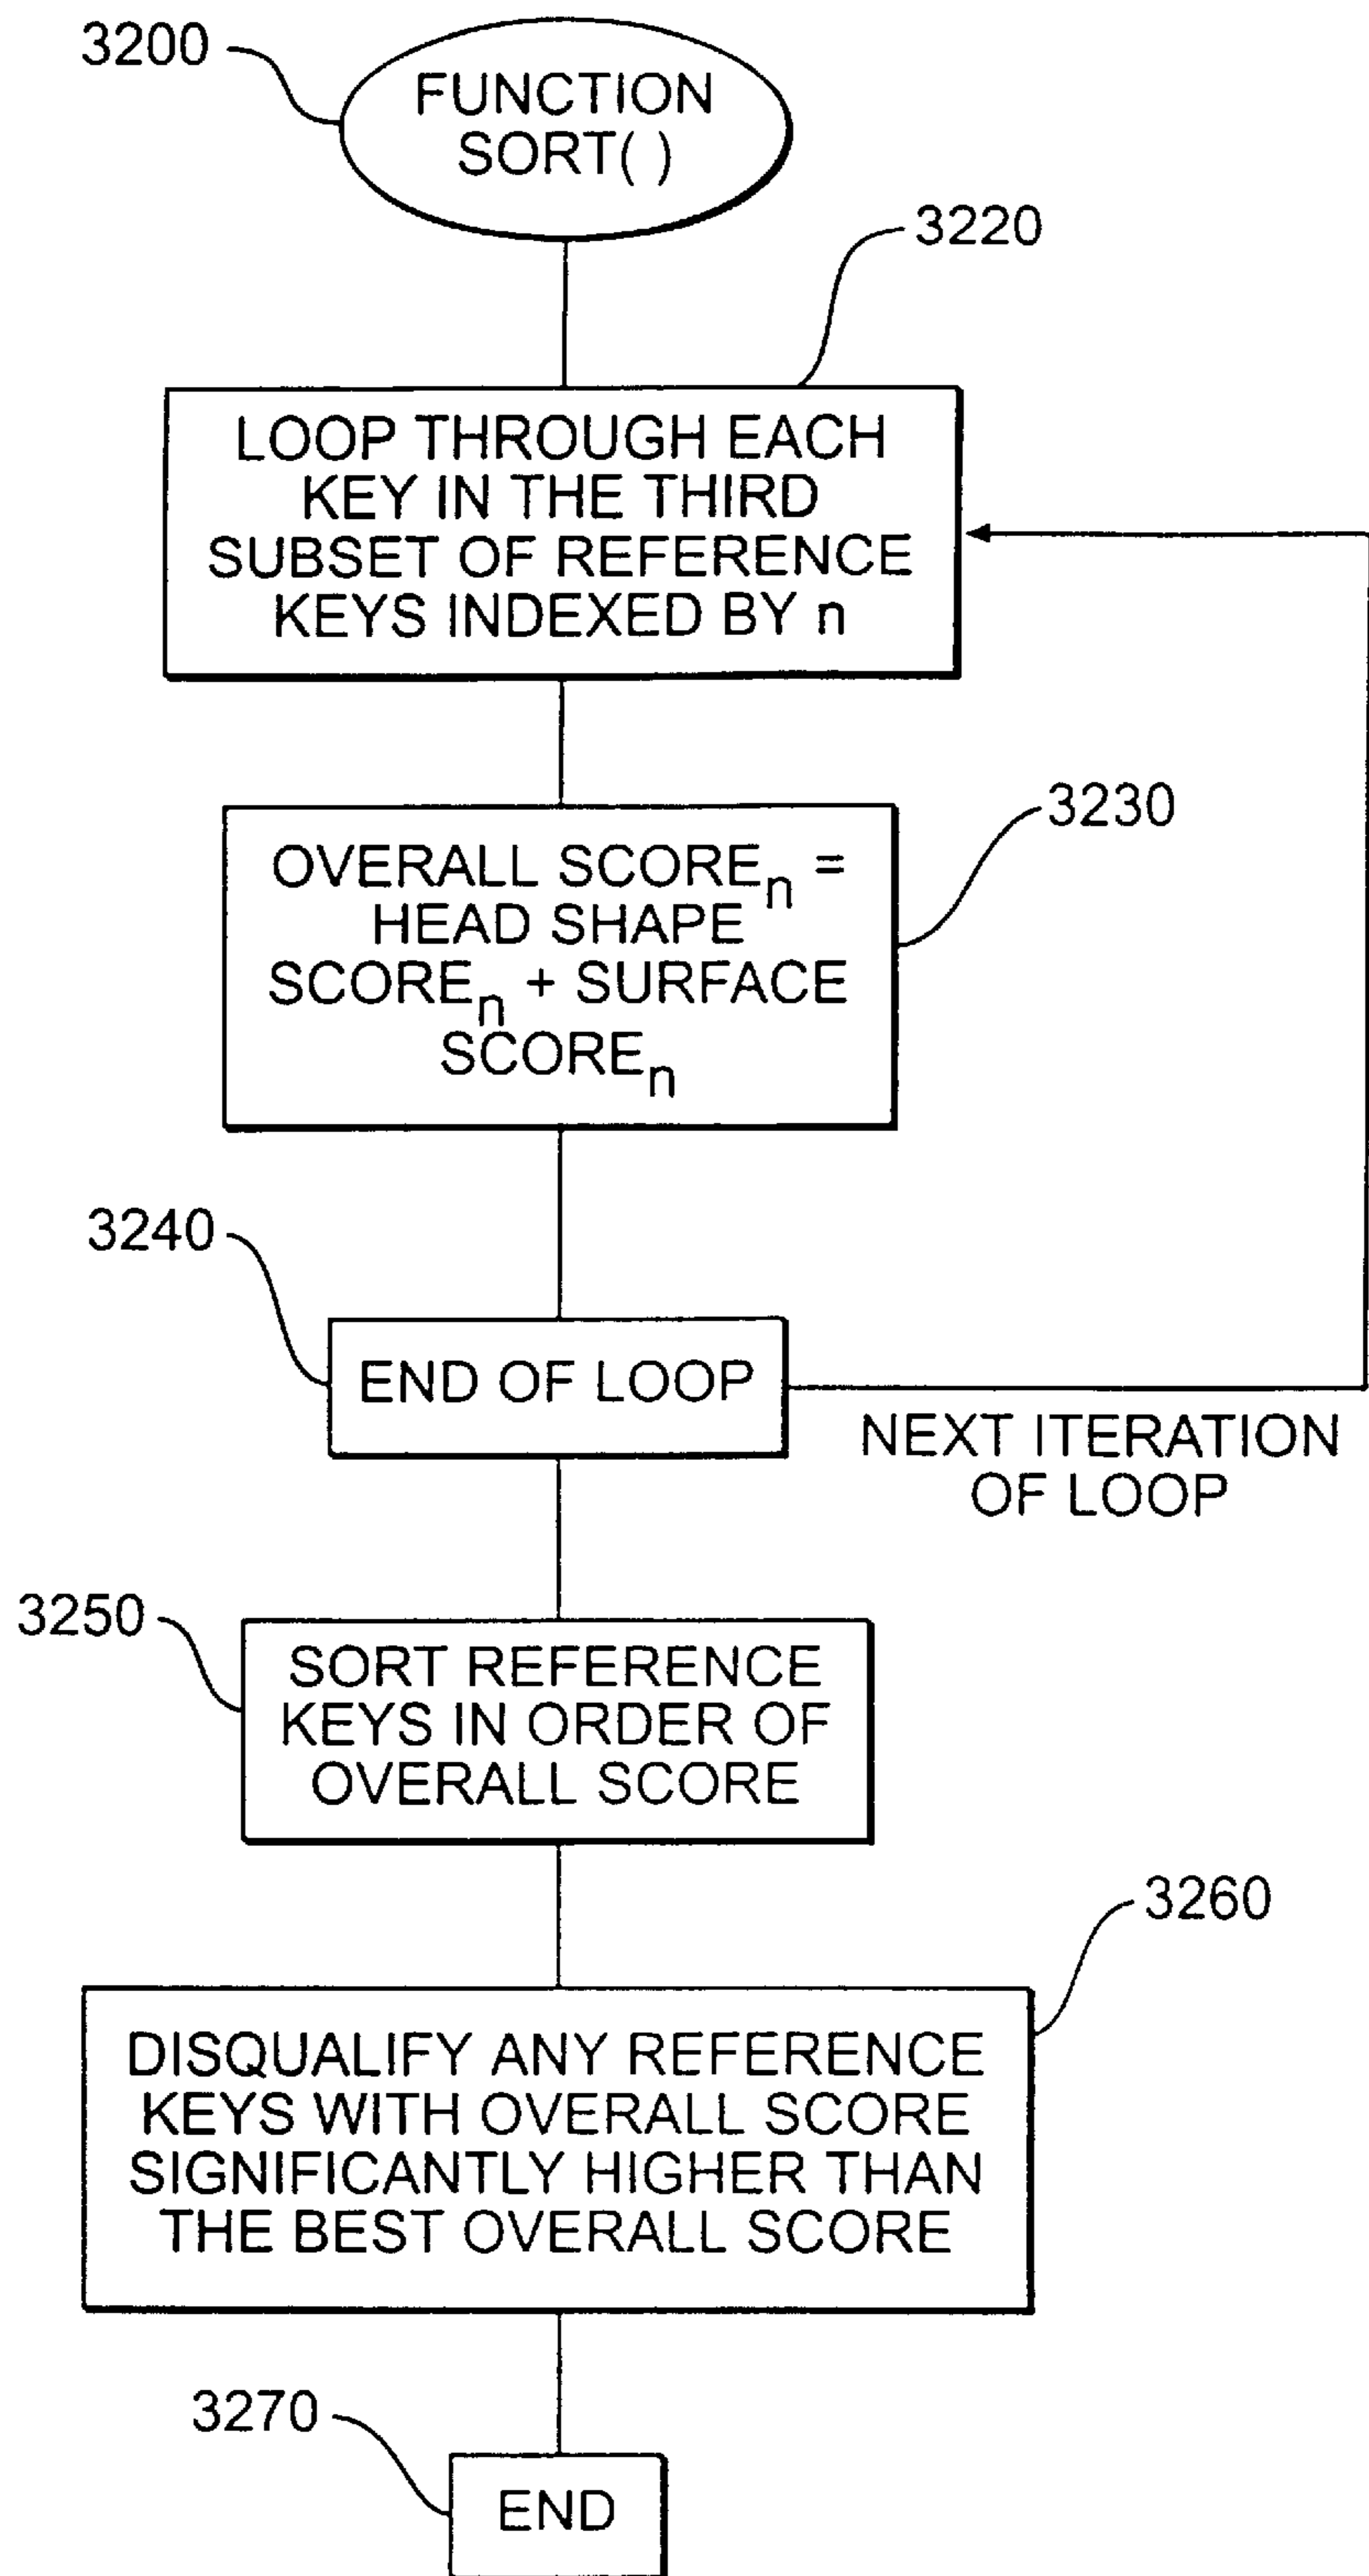 3200
FUNCTION
SORT( )
3220
LOOP THROUGH EACH
KEY IN THE THIRD
SUBSET OF REFERENCE
KEYS INDEXED BY n
3230
OVERALL SCOREn =
HEAD SHAPE
SCOREn + SURFACE
SCOREn
3240
END OF LOOP
NEXT ITERATION
OF LOOP
3250
SORT REFERENCE
KEYS IN ORDER OF
OVERALL SCORE
3260
DISQUALIFY ANY REFERENCE
KEYS WITH OVERALL SCORE
SIGNIFICANTLY HIGHER THAN
THE BEST OVERALL SCORE
3270
END